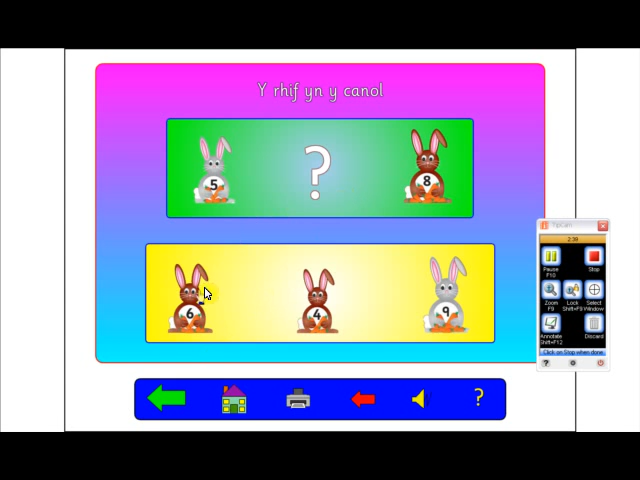 Y rhif yn y canol
5
?
8
6
4
9
?
TipCam
2:39
Pause
F10
Stop
Zoom
F9
Lock
Shift+F9
Select
Window
Annotate
Shift+F12
Discard
Click on Stop when done
?